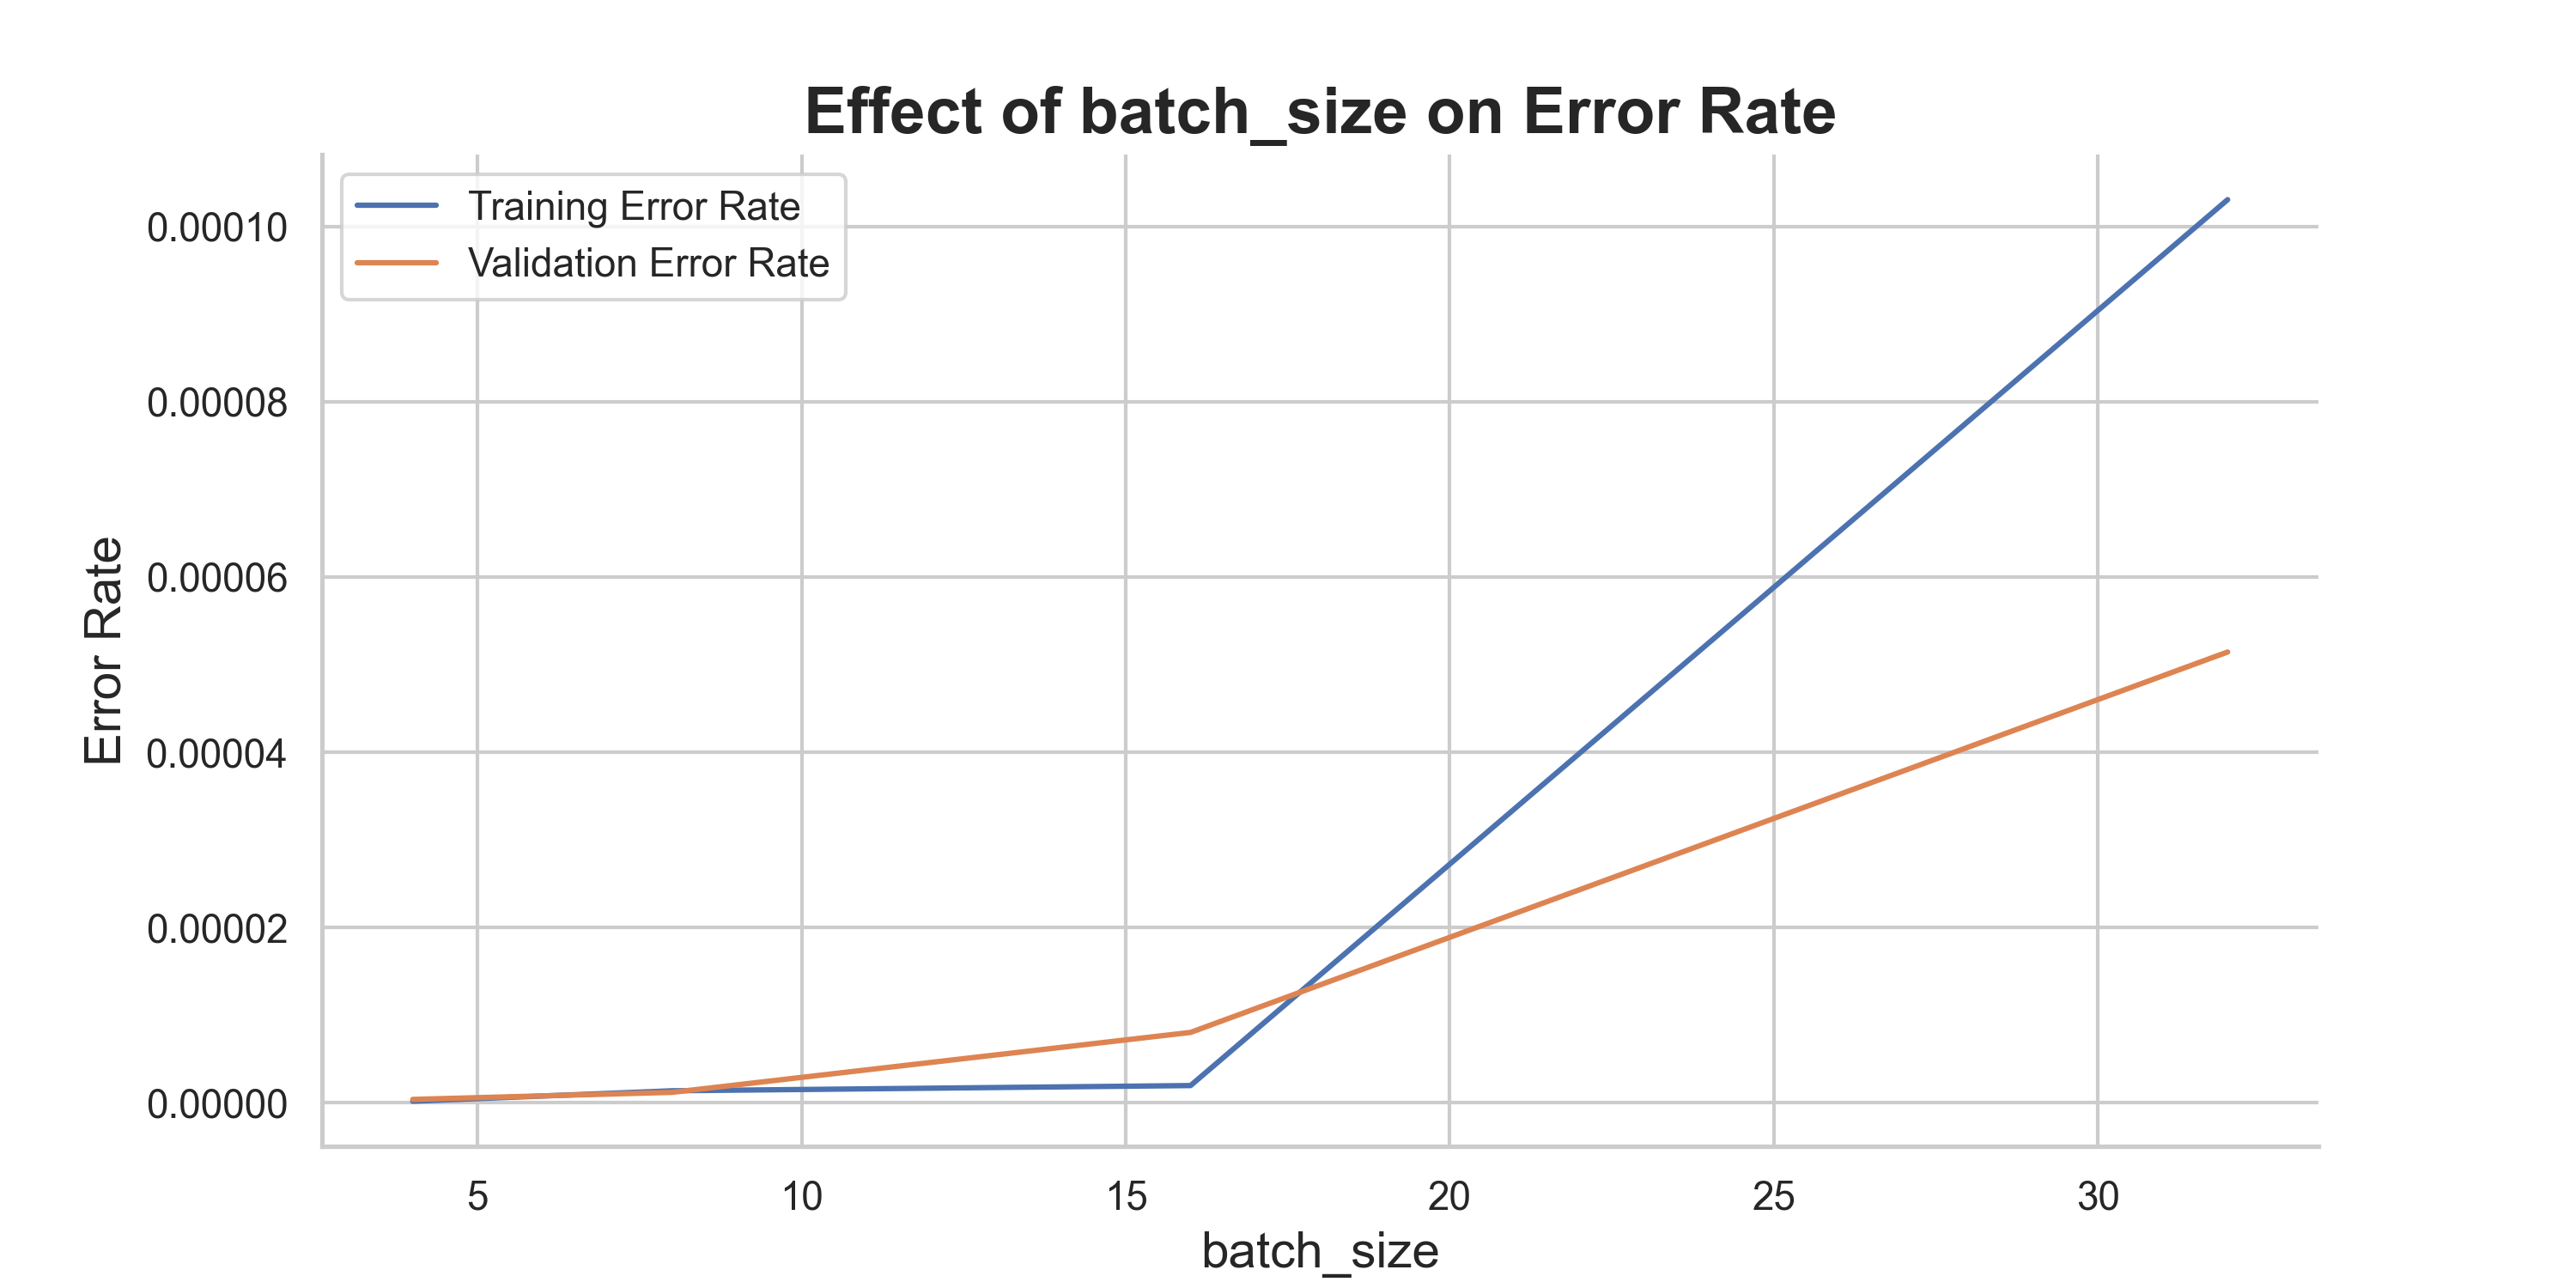 Effect of batch_size on Error Rate
Training Error Rate
Validation Error Rate
0.00010
0.00008
0.00006
0.00004
0.00002
0.00000
Error Rate
5 10 15 20 25 30
batch_size